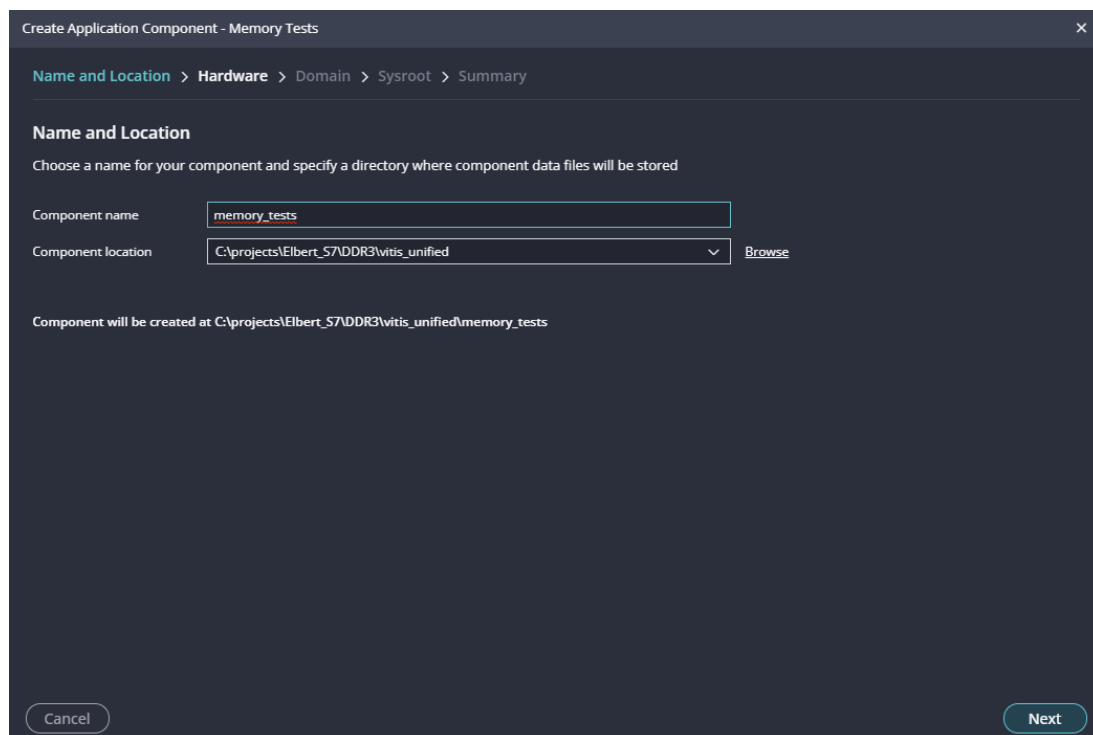 Create Application Component - Memory Tests
Name and Location > Hardware > Domain > Sysroot > Summary
Name and Location
Choose a name for your component and specify a directory where component data files will be stored
Component name memory_tests
Component location C:\projects\Elbert_S7\DDR3\vitis_unified Browse
Component will be created at C:\projects\Elbert_S7\DDR3\vitis_unified\memory_tests
Cancel Next